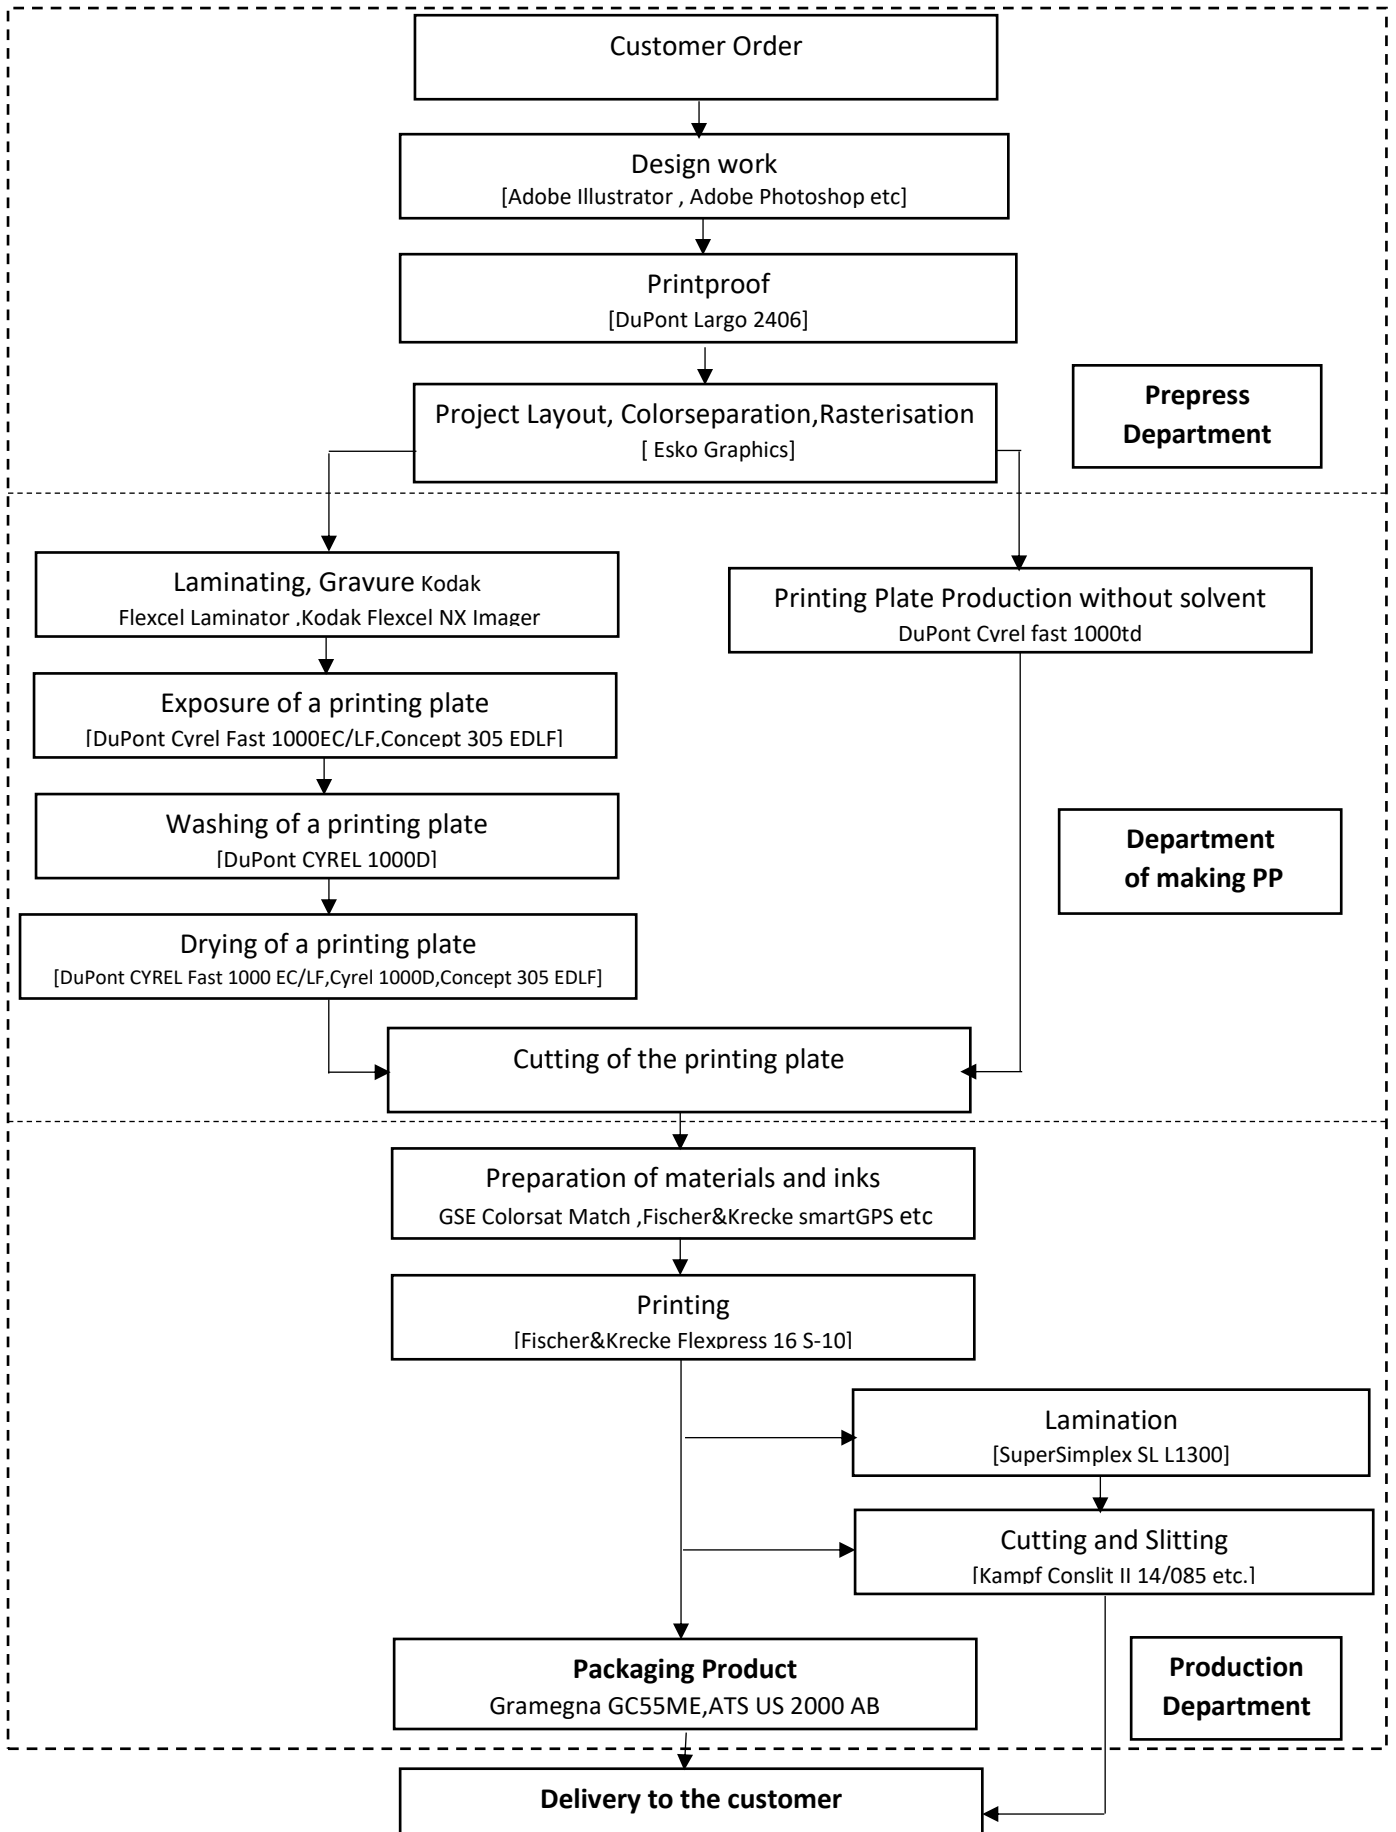 Customer Order
Design work
[Adobe Illustrator , Adobe Photoshop etc]
Printproof
[DuPont Largo 2406]
Project Layout, Colorseparation,Rasterisation
[ Esko Graphics]
Prepress
Department
Laminating, Gravure Kodak
Flexcel Laminator ,Kodak Flexcel NX Imager
Printing Plate Production without solvent
DuPont Cyrel fast 1000td
Exposure of a printing plate
[DuPont Cyrel Fast 1000EC/LF,Concept 305 EDLF]
Washing of a printing plate
[DuPont CYREL 1000D]
Department
of making PP
Drying of a printing plate
[DuPont CYREL Fast 1000 EC/LF,Cyrel 1000D,Concept 305 EDLF]
Cutting of the printing plate
Preparation of materials and inks
GSE Colorsat Match ,Fischer&Krecke smartGPS etc
Printing
[Fischer&Krecke Flexpress 16 S-10]
Lamination
[SuperSimplex SL L1300]
Cutting and Slitting
[Kampf Conslit II 14/085 etc.]
Packaging Product
Gramegna GC55ME,ATS US 2000 AB
Production
Department
Delivery to the customer